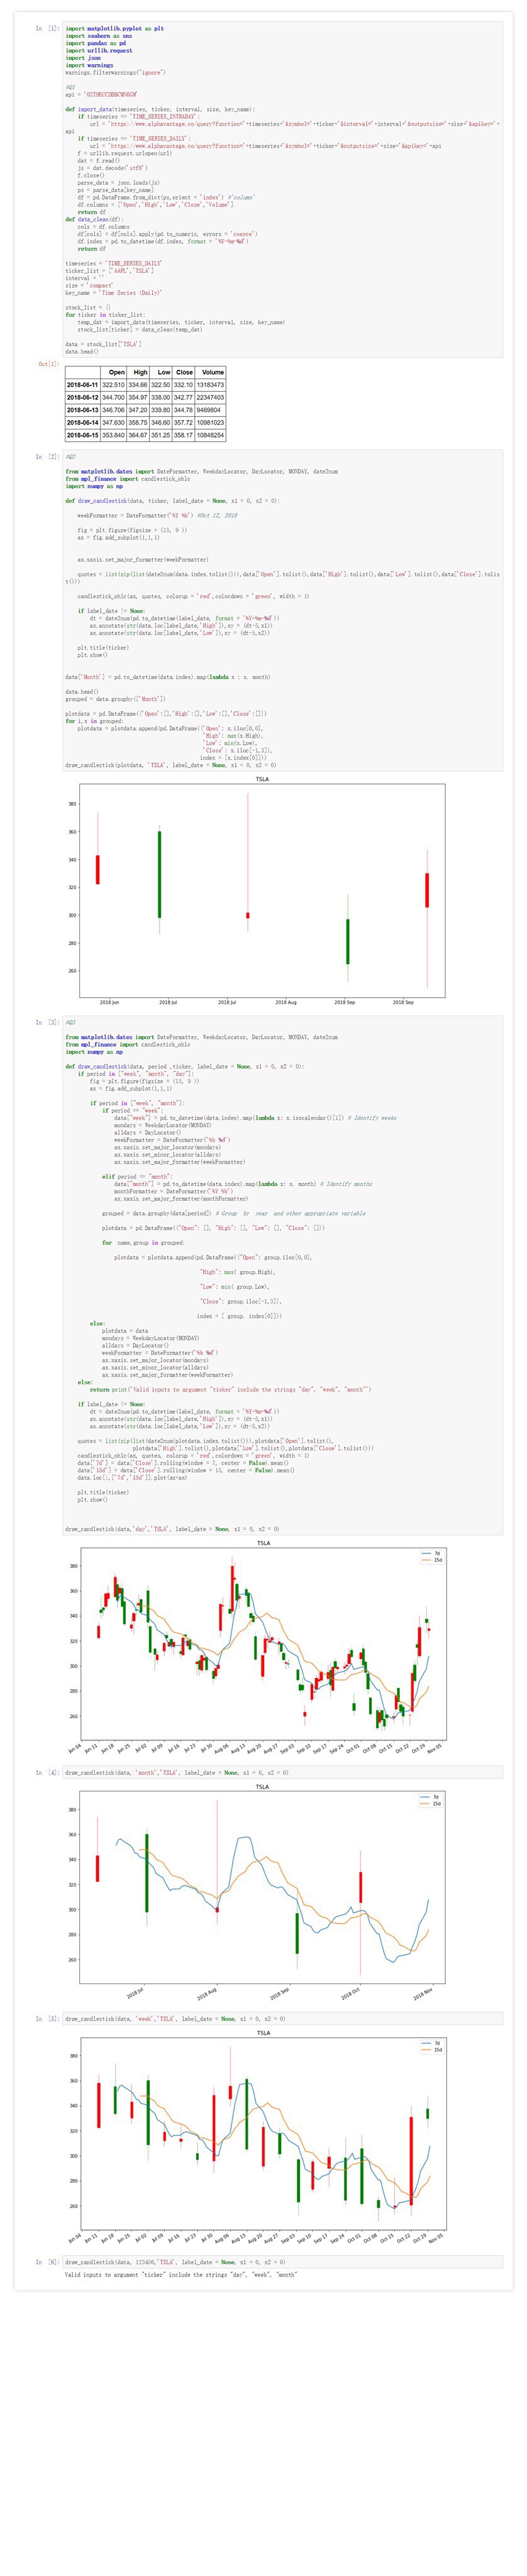 In [1]:
import matplotlib.pyplot as plt
import seaborn as sns
import pandas as pd
import urllib.request
import json
import warnings
warnings.filterwarnings("ignore")
#Q1
def import_data(timeseries, ticker, interval, size, key_name):
if timeseries == 'TIME_SERIES_INTRADAY':
url = 'https://www.alphavantage.co/query?function='+timeseries+'&symbol='+ticker+'&interval='+interval+'&outputsize='+size+'&apikey='+
api
if timeseries == 'TIME_SERIES_DAILY':
url = 'https://www.alphavantage.co/query?function='+timeseries+'&symbol='+ticker+'&outputsize='+size+'&apikey='+api
f = urllib.request.urlopen(url)
dat = f.read()
js = dat.decode('utf8')
f.close()
parse_data = json.loads(js)
ps = parse_data[key_name]
df = pd.DataFrame.from_dict(ps,orient = 'index') #'column'
df.columns = ['Open','High','Low','Close','Volume']
return df
def data_clean(df):
cols = df.columns
df[cols] = df[cols].apply(pd.to_numeric, errors = 'coerce')
df.index = pd.to_datetime(df.index, format = '%Y-%m-%d')
return df
timeseries = 'TIME_SERIES_DAILY'
ticker_list = ['AAPL','TSLA']
interval = ''
size = 'compact'
key_name = 'Time Series (Daily)'
stock_list = {}
for ticker in ticker_list:
temp_dat = import_data(timeseries, ticker, interval, size, key_name)
stock_list[ticker] = data_clean(temp_dat)
data = stock_list['TSLA']
data.head()
Out[1]:
Open High Low Close Volume
2018-06-11 322.510 334.66 322.50 332.10 13183473
2018-06-12 344.700 354.97 338.00 342.77 22347403
2018-06-13 346.706 347.20 339.80 344.78 9469804
2018-06-14 347.630 358.75 346.60 357.72 10981023
2018-06-15 353.840 364.67 351.25 358.17 10848254
In [2]:
#Q2
from matplotlib.dates import DateFormatter, WeekdayLocator, DayLocator, MONDAY, date2num
from mpl_finance import candlestick_ohlc
import numpy as np
def draw_candlestick(data, ticker, label_date = None, x1 = 0, x2 = 0):
weekFormatter = DateFormatter('%Y %b') #Oct 12, 2018
fig = plt.figure(figsize = (15, 9 ))
ax = fig.add_subplot(1,1,1)
ax.xaxis.set_major_formatter(weekFormatter)
quotes = list(zip(list(date2num(data.index.tolist())),data['Open'].tolist(),data['High'].tolist(),data['Low'].tolist(),data['Close'].tolis
t()))
candlestick_ohlc(ax, quotes, colorup = 'red',colordown = 'green', width = 1)
if label_date != None:
dt = date2num(pd.to_datetime(label_date, format = '%Y-%m-%d'))
ax.annotate(str(data.loc[label_date,'High']),xy = (dt-5,x1))
ax.annotate(str(data.loc[label_date,'Low']),xy = (dt-5,x2))
plt.title(ticker)
plt.show()
data['Month'] = pd.to_datetime(data.index).map(lambda x : x. month)
data.head()
grouped = data.groupby(['Month'])
plotdata = pd.DataFrame({'Open':[],'High':[],'Low':[],'Close':[]})
for i,x in grouped:
plotdata = plotdata.append(pd.DataFrame({'Open': x.iloc[0,0],
'High': max(x.High),
'Low': min(x.Low),
'Close': x.iloc[-1,3]},
index = [x.index[0]]))
draw_candlestick(plotdata, 'TSLA', label_date = None, x1 = 0, x2 = 0)
TSLA
380
360
340
320
300
280
260
2018 Jun 2018 Jul 2018 Jul 2018 Aug 2018 Sep 2018 Sep
In [3]:
#Q3
from matplotlib.dates import DateFormatter, WeekdayLocator, DayLocator, MONDAY, date2num
from mpl_finance import candlestick_ohlc
import numpy as np
def draw_candlestick(data, period ,ticker, label_date = None, x1 = 0, x2 = 0):
if period in ["week", "month", "day"]:
fig = plt.figure(figsize = (15, 9 ))
ax = fig.add_subplot(1,1,1)
if period in ["week", "month"]:
if period == "week":
data["week"] = pd.to_datetime(data.index).map(lambda x: x.isocalendar()[1]) # Identify weeks
mondays = WeekdayLocator(MONDAY)
alldays = DayLocator()
weekFormatter = DateFormatter('%b %d')
ax.xaxis.set_major_locator(mondays)
ax.xaxis.set_minor_locator(alldays)
ax.xaxis.set_major_formatter(weekFormatter)
elif period == "month":
data["month"] = pd.to_datetime(data.index).map(lambda x: x. month) # Identify months
monthFormatter = DateFormatter('%Y %b')
ax.xaxis.set_major_formatter(monthFormatter)
grouped = data.groupby(data[period]) # Group by year and other appropriate variable
plotdata = pd.DataFrame({"Open": [], "High": [], "Low": [], "Close": []})
for name,group in grouped:
plotdata = plotdata.append(pd.DataFrame({"Open": group.iloc[0,0],
"High": max( group.High),
"Low": min( group.Low),
"Close": group.iloc[-1,3]},
index = [ group. index[0]]))
else:
plotdata = data
mondays = WeekdayLocator(MONDAY)
alldays = DayLocator()
weekFormatter = DateFormatter('%b %d')
ax.xaxis.set_major_locator(mondays)
ax.xaxis.set_minor_locator(alldays)
ax.xaxis.set_major_formatter(weekFormatter)
else:
return print('Valid inputs to argument "ticker" include the strings "day", "week", "month"')
if label_date != None:
dt = date2num(pd.to_datetime(label_date, format = '%Y-%m-%d'))
ax.annotate(str(data.loc[label_date,'High']),xy = (dt-5,x1))
ax.annotate(str(data.loc[label_date,'Low']),xy = (dt-5,x2))
quotes = list(zip(list(date2num(plotdata.index.tolist())),plotdata['Open'].tolist(),
plotdata['High'].tolist(),plotdata['Low'].tolist(),plotdata['Close'].tolist()))
candlestick_ohlc(ax, quotes, colorup = 'red',colordown = 'green', width = 1)
data['7d'] = data['Close'].rolling(window = 7, center = False).mean()
data['15d'] = data['Close'].rolling(window = 15, center = False).mean()
data.loc[:,['7d','15d']].plot(ax=ax)
plt.title(ticker)
plt.show()
draw_candlestick(data,'day','TSLA', label_date = None, x1 = 0, x2 = 0)
TSLA
7d
15d
380
360
340
320
300
280
260
Jun 04 Jun 11 Jun 18 Jun 25 Jul 02 Jul 09 Jul 16 Jul 23 Jul 30 Aug 06 Aug 13 Aug 20 Aug 27 Sep 03 Sep 10 Sep 17 Sep 24 Oct 01 Oct 08 Oct 15 Oct 22 Oct 29 Nov 05
In [4]:
draw_candlestick(data, 'month','TSLA', label_date = None, x1 = 0, x2 = 0)
TSLA
7d
15d
380
360
340
320
300
280
260
2018 Jul 2018 Aug 2018 Sep 2018 Oct 2018 Nov
In [5]:
draw_candlestick(data, 'week','TSLA', label_date = None, x1 = 0, x2 = 0)
TSLA
7d
15d
380
360
340
320
300
280
260
Jun 04 Jun 11 Jun 18 Jun 25 Jul 02 Jul 09 Jul 16 Jul 23 Jul 30 Aug 06 Aug 13 Aug 20 Aug 27 Sep 03 Sep 10 Sep 17 Sep 24 Oct 01 Oct 08 Oct 15 Oct 22 Oct 29 Nov 05
In [6]:
draw_candlestick(data, 123456,'TSLA', label_date = None, x1 = 0, x2 = 0)
Valid inputs to argument "ticker" include the strings "day", "week", "month"